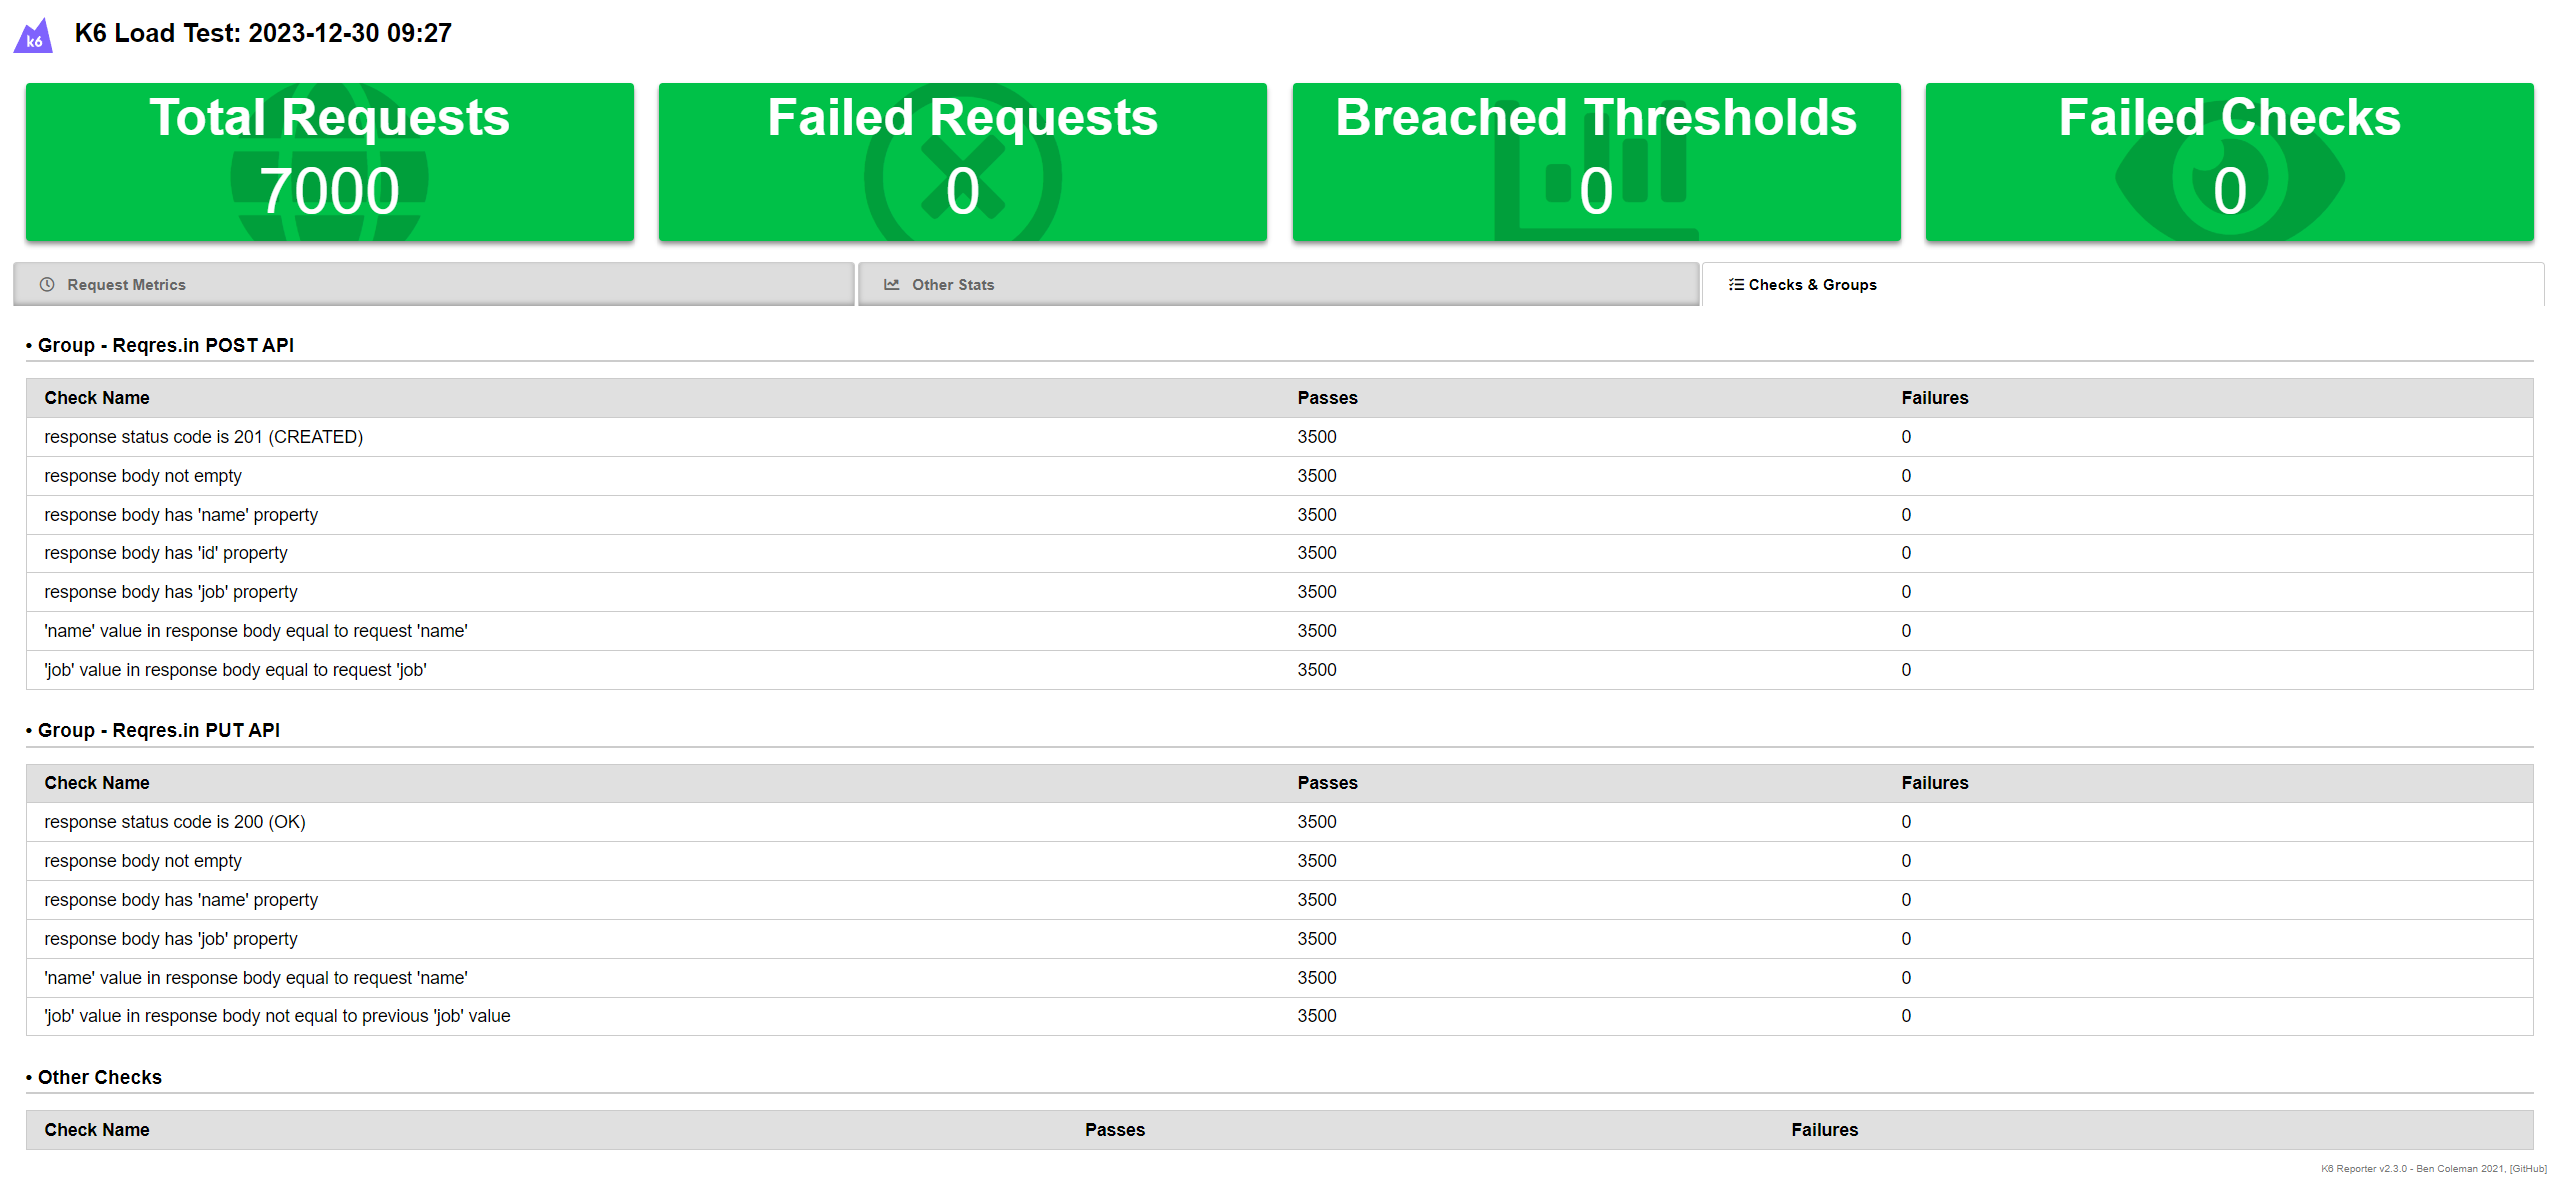 k6 K6 Load Test: 2023-12-30 09:27
Total Requests Failed Requests Breached Thresholds Failed Checks
7000 0 0 0
Request Metrics Other Stats Checks & Groups
• Group - Reqres.in POST API
Check Name Passes Failures
response status code is 201 (CREATED) 3500 0
response body not empty 3500 0
response body has 'name' property 3500 0
response body has 'id' property 3500 0
response body has 'job' property 3500 0
'name' value in response body equal to request 'name' 3500 0
'job' value in response body equal to request 'job' 3500 0
• Group - Reqres.in PUT API
Check Name Passes Failures
response status code is 200 (OK) 3500 0
response body not empty 3500 0
response body has 'name' property 3500 0
response body has 'job' property 3500 0
'name' value in response body equal to request 'name' 3500 0
'job' value in response body not equal to previous 'job' value 3500 0
• Other Checks
Check Name Passes Failures
K6 Reporter v2.3.0 - Ben Coleman 2021, [GitHub]